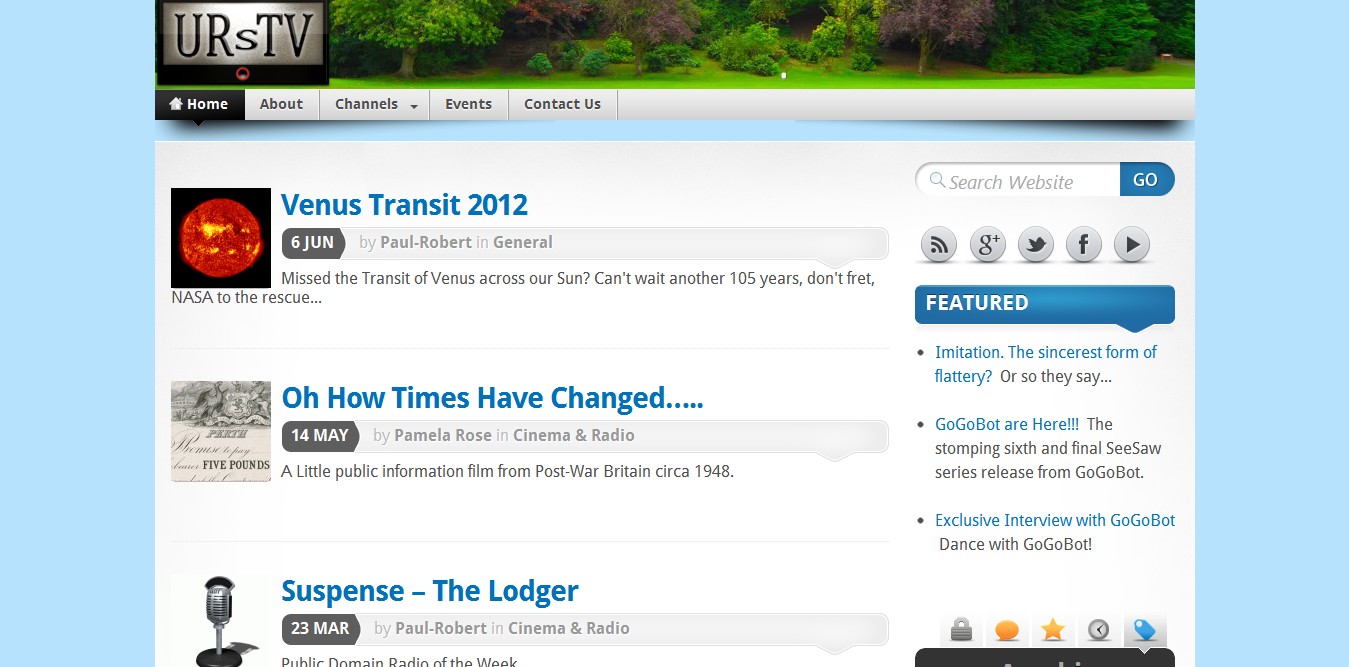 URsTV
Home
About
Channels
Events
Contact Us
Search Website
GO
Venus Transit 2012
6 JUN
by Paul-Robert in General
Missed the Transit of Venus across our Sun? Can't wait another 105 years, don't fret,
NASA to the rescue...
g+
FEATURED
Imitation. The sincerest form of
flattery?  Or so they say...
GoGoBot are Here!!!  The
stomping sixth and final SeeSaw
series release from GoGoBot.
Exclusive Interview with GoGoBot
Dance with GoGoBot!
PERTH
Promise to pay
bearer FIVE POUNDS
Oh How Times Have Changed…..
14 MAY
by Pamela Rose in Cinema & Radio
A Little public information film from Post-War Britain circa 1948.
Suspense – The Lodger
23 MAR
by Paul-Robert in Cinema & Radio
Public Domain Radio of the Week